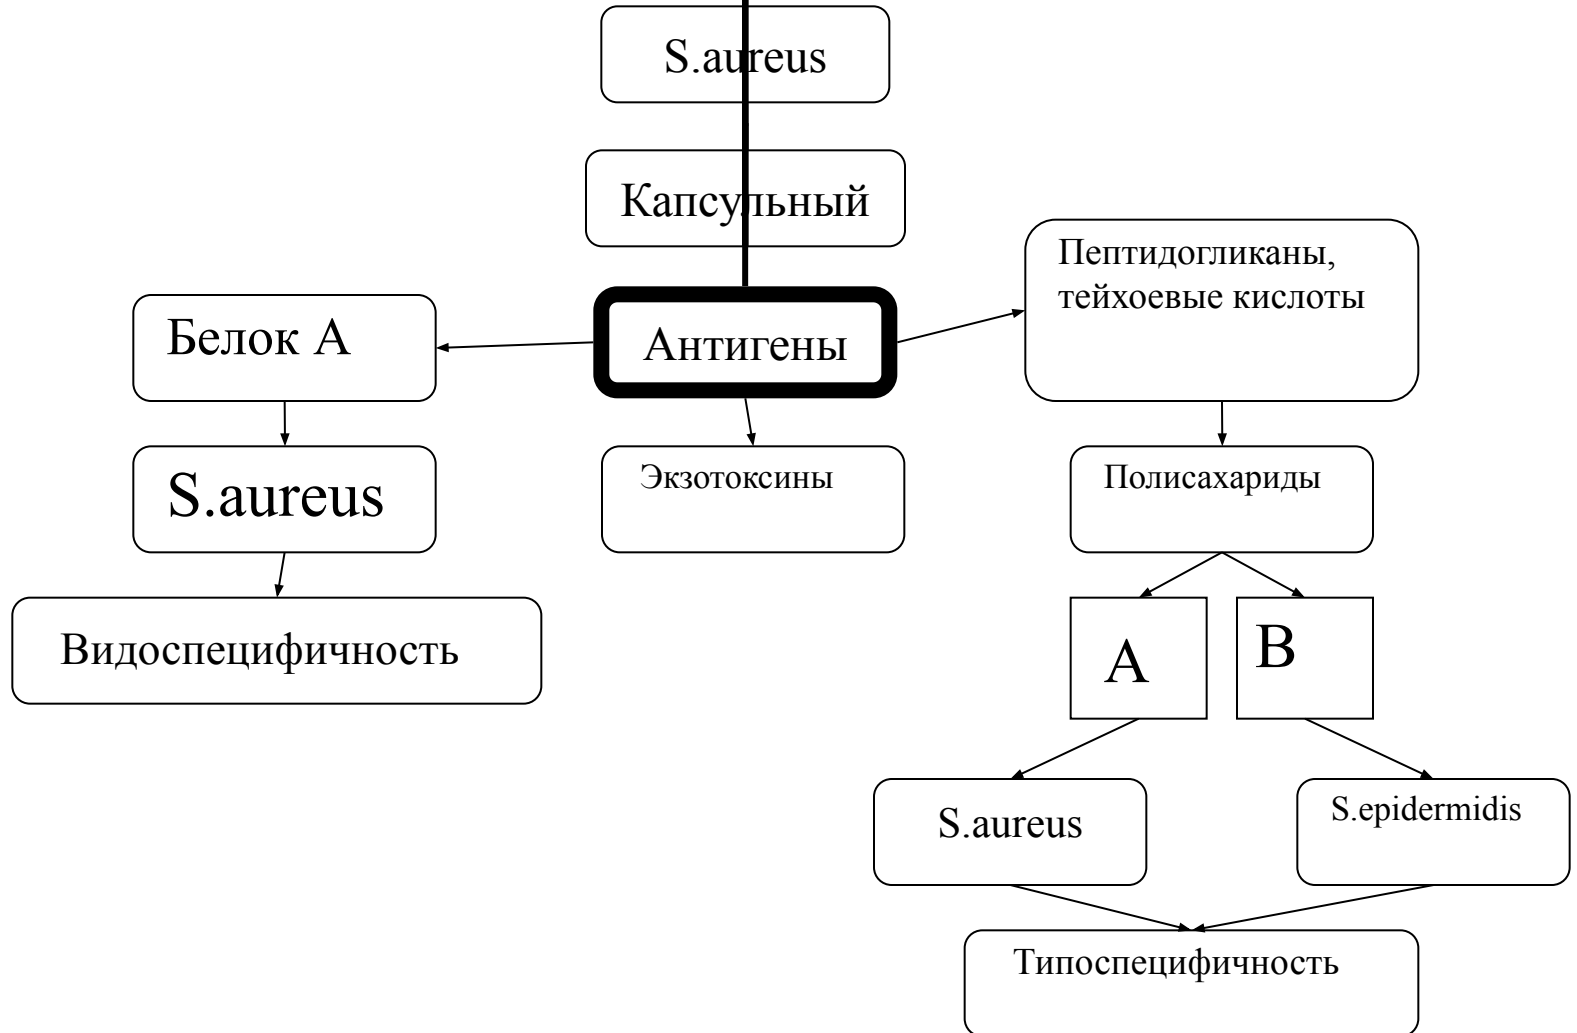 S.aureus
Капсульный
Пептидогликаны,
тейхоевые кислоты
Белок А
Антигены
S.aureus
Экзотоксины
Полисахариды
Видоспецифичность
А
В
S.aureus
S.epidermidis
Типоспецифичность